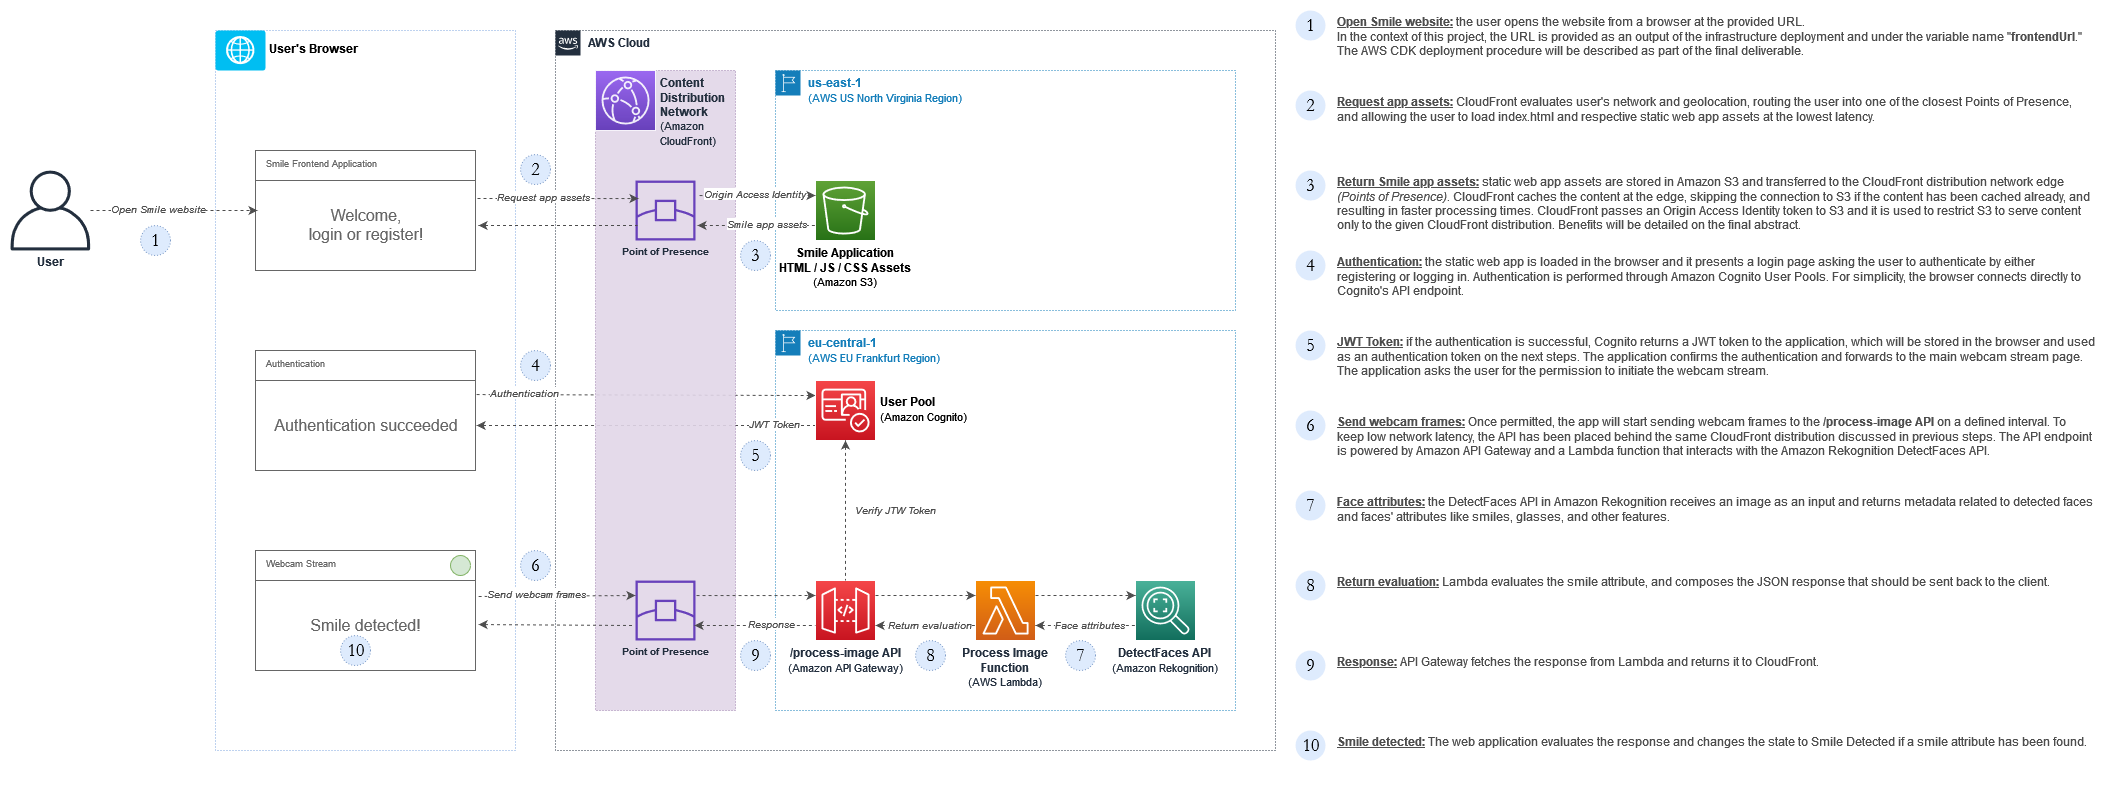 User's Browser
aws
AWS Cloud
Content
Distribution
Network
(Amazon
CloudFront)
us-east-1
(AWS US North Virginia Region)
Smile Frontend Application
Welcome,
login or register!
User
Open Smile website
1
2
Request app assets
Point of Presence
Origin Access Identity
Smile app assets
3
Smile Application
HTML / JS / CSS Assets
(Amazon S3)
eu-central-1
(AWS EU Frankfurt Region)
Authentication
Authentication succeeded
4
Authentication
JWT Token
5
User Pool
(Amazon Cognito)
Verify JTW Token
Webcam Stream
Smile detected!
10
6
Send webcam frames
Point of Presence
Response
9
/process-image API
(Amazon API Gateway)
Return evaluation
8
Process Image
Function
(AWS Lambda)
Face attributes
7
DetectFaces API
(Amazon Rekognition)
1
Open Smile website: the user opens the website from a browser at the provided URL.
In the context of this project, the URL is provided as an output of the infrastructure deployment and under the variable name "frontendUrl."
The AWS CDK deployment procedure will be described as part of the final deliverable.
2
Request app assets: CloudFront evaluates user's network and geolocation, routing the user into one of the closest Points of Presence,
and allowing the user to load index.html and respective static web app assets at the lowest latency.
3
Return Smile app assets: static web app assets are stored in Amazon S3 and transferred to the CloudFront distribution network edge
(Points of Presence). CloudFront caches the content at the edge, skipping the connection to S3 if the content has been cached already, and
resulting in faster processing times. CloudFront passes an Origin Access Identity token to S3 and it is used to restrict S3 to serve content
only to the given CloudFront distribution. Benefits will be detailed on the final abstract.
4
Authentication: the static web app is loaded in the browser and it presents a login page asking the user to authenticate by either
registering or logging in. Authentication is performed through Amazon Cognito User Pools. For simplicity, the browser connects directly to
Cognito's API endpoint.
5
JWT Token: if the authentication is successful, Cognito returns a JWT token to the application, which will be stored in the browser and used
as an authentication token on the next steps. The application confirms the authentication and forwards to the main webcam stream page.
The application asks the user for the permission to initiate the webcam stream.
6
Send webcam frames: Once permitted, the app will start sending webcam frames to the /process-image API on a defined interval. To
keep low network latency, the API has been placed behind the same CloudFront distribution discussed in previous steps. The API endpoint
is powered by Amazon API Gateway and a Lambda function that interacts with the Amazon Rekognition DetectFaces API.
7
Face attributes: the DetectFaces API in Amazon Rekognition receives an image as an input and returns metadata related to detected faces
and faces' attributes like smiles, glasses, and other features.
8
Return evaluation: Lambda evaluates the smile attribute, and composes the JSON response that should be sent back to the client.
9
Response: API Gateway fetches the response from Lambda and returns it to CloudFront.
10
Smile detected: The web application evaluates the response and changes the state to Smile Detected if a smile attribute has been found.